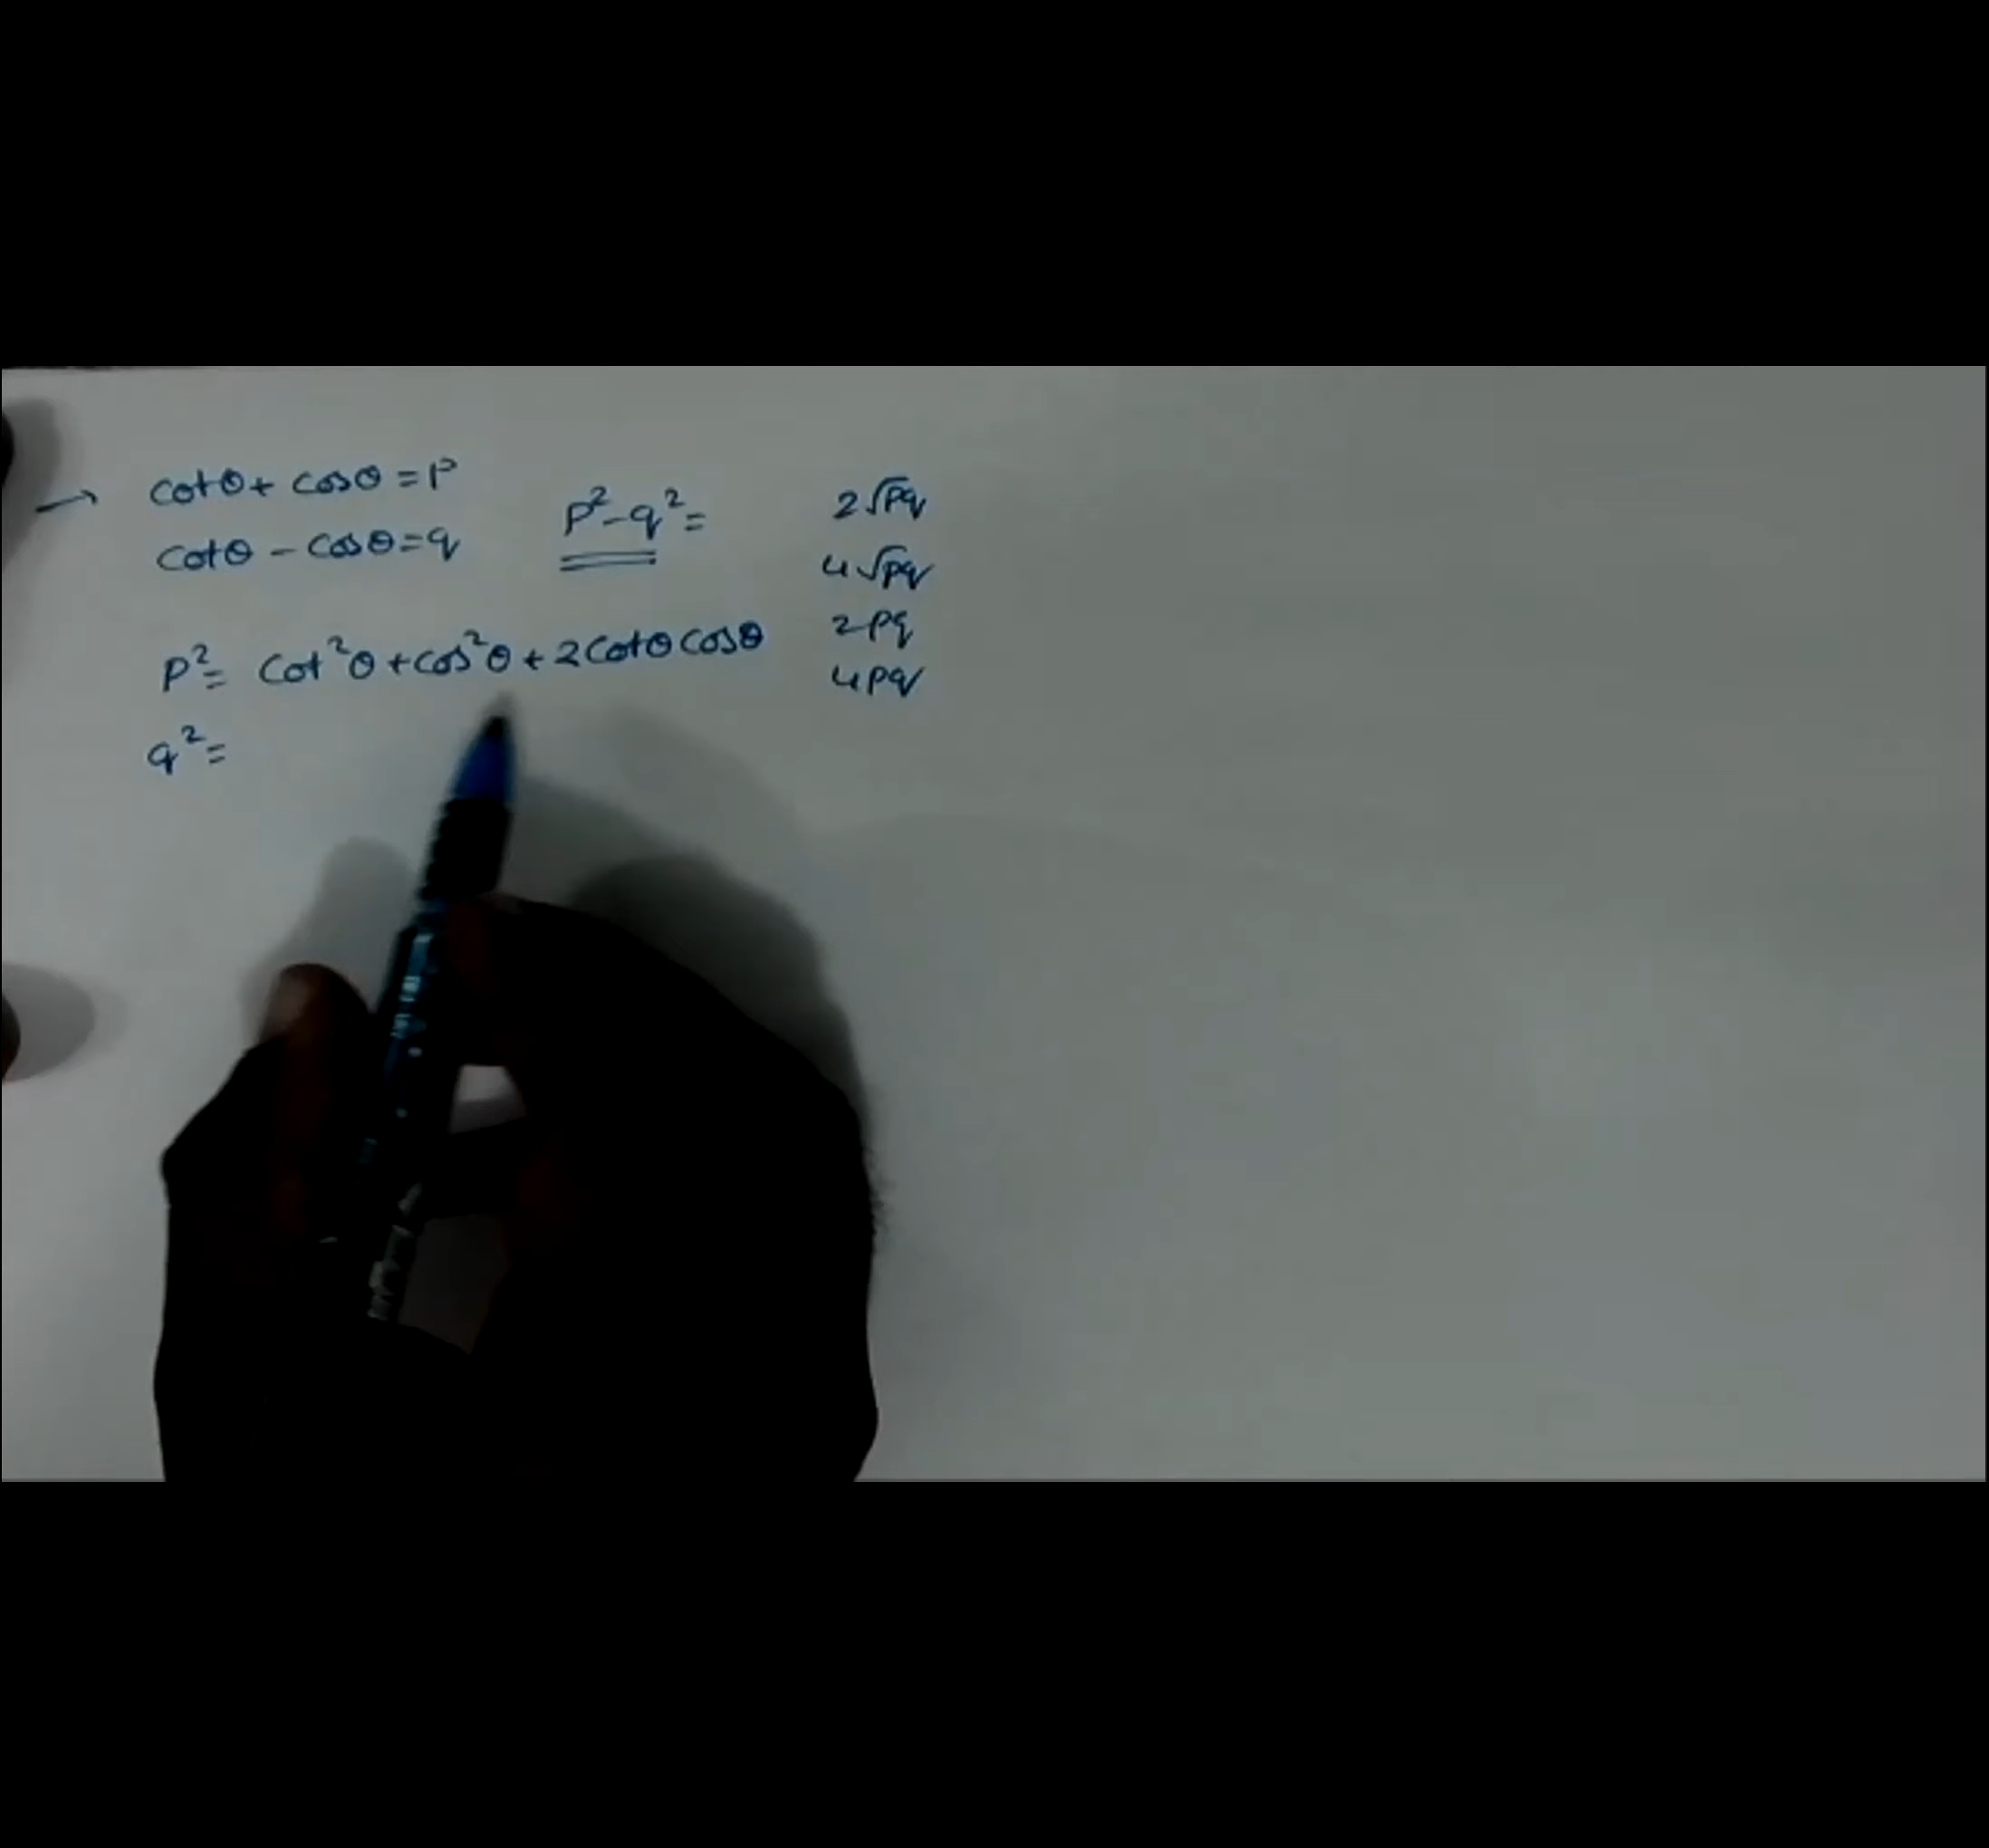 → cotθ + cosθ = P
cotθ - cosθ = q
P² - q² =
2√pq
4√pq
2pq
4pq
P² = cot²θ + cos²θ + 2cotθ cosθ
q² =